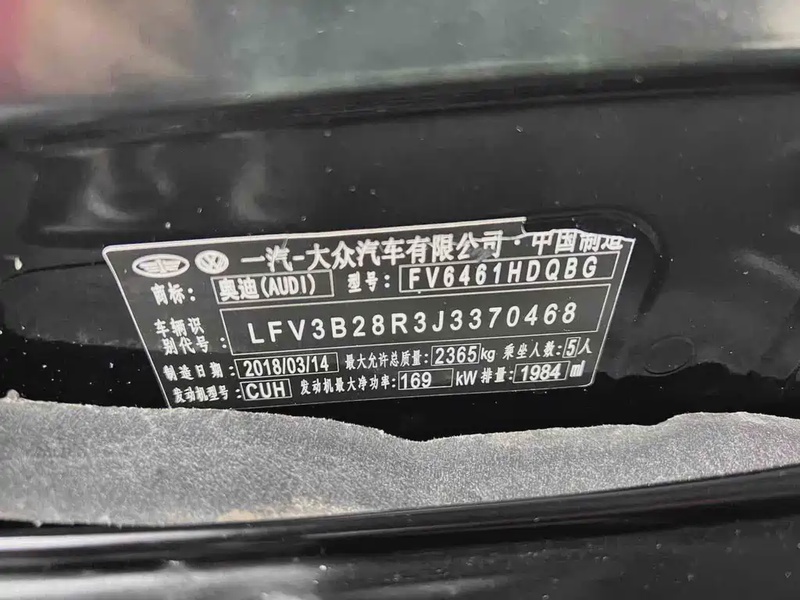 一汽-大众汽车有限公司·中国制造
商标: 奥迪(AUDI) 型号: FV6461HDQBG
车辆识别代号: LFV3B28R3J3370468
制造日期: 2018/03/14 最大允许总质量: 2365kg 乘坐人数: 5人
发动机型号: CUH 发动机最大净功率: 169 kW 排量: 1984 ml